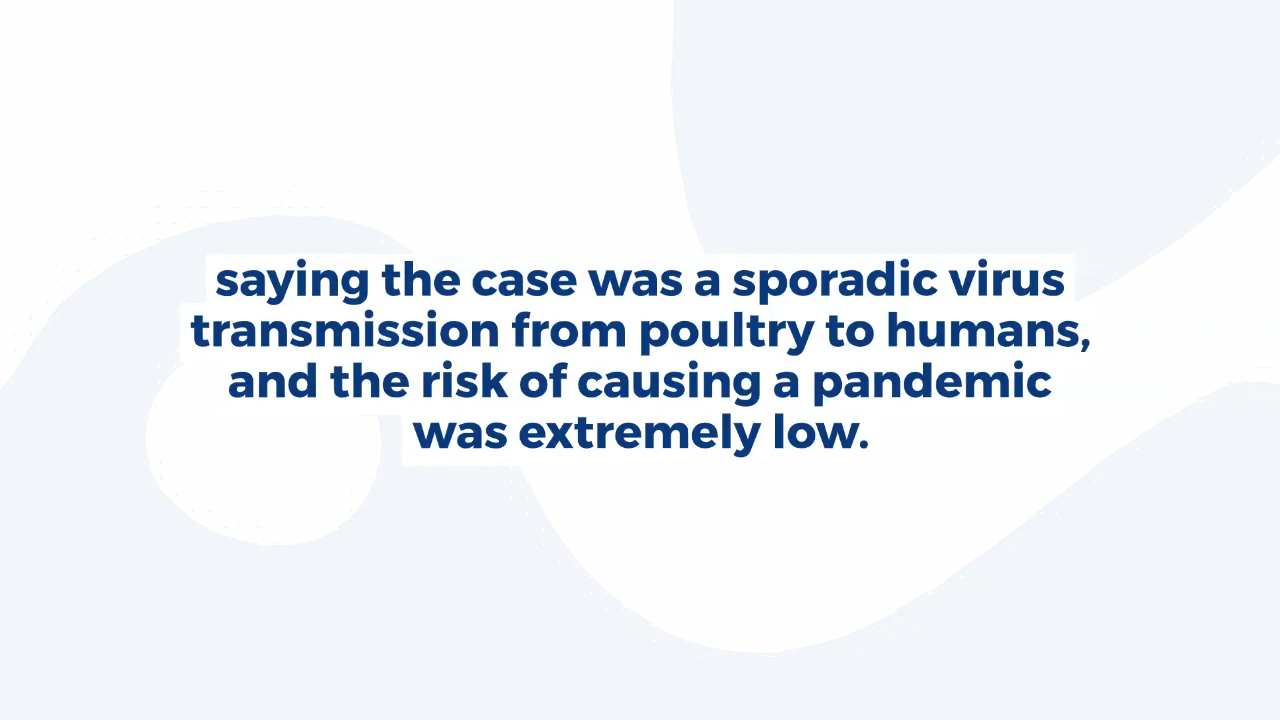 saying the case was a sporadic virus
transmission from poultry to humans,
and the risk of causing a pandemic
was extremely low.